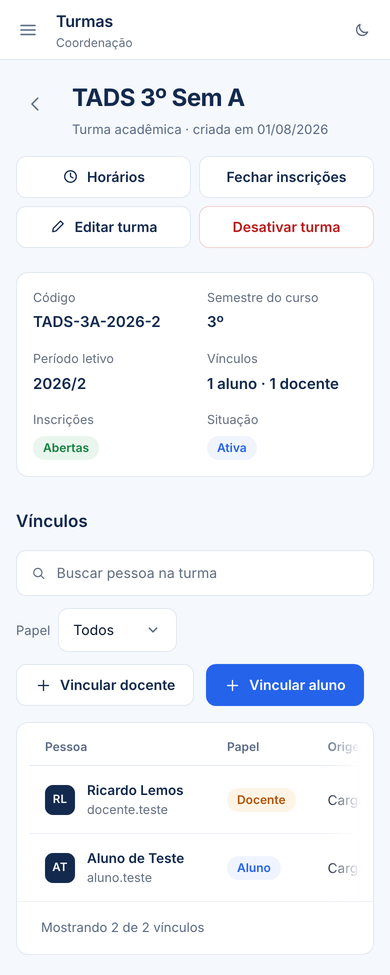 Turmas
Coordenação
TADS 3º Sem A
Turma acadêmica · criada em 01/08/2026
Horários
Fechar inscrições
Editar turma
Desativar turma
Código
Semestre do curso
TADS-3A-2026-2
3º
Período letivo
Vínculos
2026/2
1 aluno · 1 docente
Inscrições
Situação
Abertas
Ativa
Vínculos
Buscar pessoa na turma
Papel
Todos
Vincular docente
Vincular aluno
Pessoa
Papel
RL
Ricardo Lemos
docente.teste
Docente
AT
Aluno de Teste
aluno.teste
Aluno
Mostrando 2 de 2 vínculos